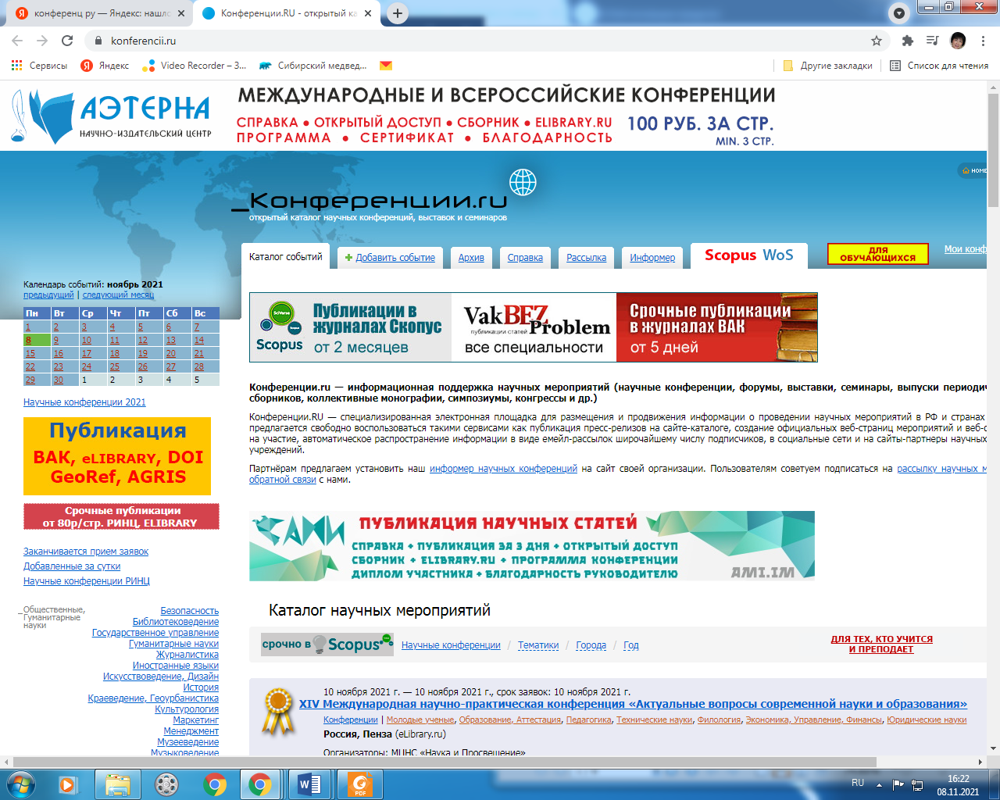 конференц ру — Яндекс: нашло
Конференции.RU - открытый ка
konferencii.ru
Сервисы
Яндекс
Video Recorder – З...
Сибирский медвед...
Другие закладки
Список для чтения
АЭТЕРНА
НАУЧНО-ИЗДАТЕЛЬСКИЙ ЦЕНТР
МЕЖДУНАРОДНЫЕ И ВСЕРОССИЙСКИЕ КОНФЕРЕНЦИИ
СПРАВКА ● ОТКРЫТЫЙ ДОСТУП ● СБОРНИК ● ELIBRARY.RU
ПРОГРАММА ● СЕРТИФИКАТ ● БЛАГОДАРНОСТЬ
100 РУБ. ЗА СТР.
MIN. 3 СТР.
HOME
_Конференции.ru
открытый каталог научных конференций, выставок и семинаров
Каталог событий
Добавить событие
Архив
Справка
Рассылка
Информер
Scopus WoS
ДЛЯ
ОБУЧАЮЩИХСЯ
Мои конф
Календарь событий: ноябрь 2021
предыдущий | следующий месяц
Пн Вт Ср Чт Пт Сб Вс
1 2 3 4 5 6 7
8 9 10 11 12 13 14
15 16 17 18 19 20 21
22 23 24 25 26 27 28
29 30 1 2 3 4 5
Научные конференции 2021
Публикация
ВАК, eLIBRARY, DOI
GeoRef, AGRIS
Срочные публикации
от 80р/стр. РИНЦ, ELIBRARY
Заканчивается прием заявок
Добавленные за сутки
Научные конференции РИНЦ
_Общественные,
Гуманитарные
науки
Безопасность
Библиотековедение
Государственное управление
Гуманитарные науки
Журналистика
Иностранные языки
Искусствоведение, Дизайн
История
Краеведение, Геоурбанистика
Культурология
Маркетинг
Менеджмент
Музееведение
Музыковедение
Scopus
Публикации в
журналах Скопус
от 2 месяцев
VakBEZ
Problem
публикации статей
все специальности
Срочные публикации
в журналах ВАК
от 5 дней
Конференции.ru — информационная поддержка научных мероприятий (научные конференции, форумы, выставки, семинары, выпуски периодич
сборников, коллективные монографии, симпозиумы, конгрессы и др.)
Конференции.RU — специализированная электронная площадка для размещения и продвижения информации о проведении научных мероприятий в РФ и странах
предлагается свободно воспользоваться такими сервисами как публикация пресс-релизов на сайте-каталоге, создание официальных веб-страниц мероприятий и веб-с
на участие, автоматическое распространение информации в виде емейл-рассылок широчайшему числу подписчиков, в социальные сети и на сайты-партнеры научных
учреждений.
Партнёрам предлагаем установить наш информер научных конференций на сайт своей организации. Пользователям советуем подписаться на рассылку научных м
обратной связи с нами.
ПУБЛИКАЦИЯ НАУЧНЫХ СТАТЕЙ
СПРАВКА + ПУБЛИКАЦИЯ ЗА 3 ДНЯ + ОТКРЫТЫЙ ДОСТУП
СБОРНИК + ELIBRARY.RU + ПРОГРАММА КОНФЕРЕНЦИИ
ДИПЛОМ УЧАСТНИКА + БЛАГОДАРНОСТЬ РУКОВОДИТЕЛЮ
AMI.IM
Каталог научных мероприятий
срочно в Scopus
Научные конференции / Тематики / Города / Год
ДЛЯ ТЕХ, КТО УЧИТСЯ
И ПРЕПОДАЕТ
10 ноября 2021 г. — 10 ноября 2021 г., срок заявок: 10 ноября 2021 г.
XIV Международная научно-практическая конференция «Актуальные вопросы современной науки и образования»
Конференции | Молодые ученые, Образование, Аттестация, Педагогика, Технические науки, Филология, Экономика, Управление, Финансы, Юридические науки
Россия, Пенза (eLibrary.ru)
Организаторы: МЦНС «Наука и Просвещение»
RU
16:22
08.11.2021